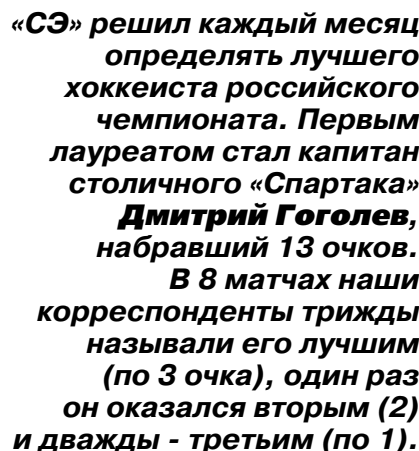 «СЭ» решил каждый месяц
определять лучшего
хоккеиста российского
чемпионата. Первым
лауреатом стал капитан
столичного «Спартака»
Дмитрий Гоголев,
набравший 13 очков.
В 8 матчах наши
корреспонденты трижды
называли его лучшим
(по 3 очка), один раз
он оказался вторым (2)
и дважды - третьим (по 1).